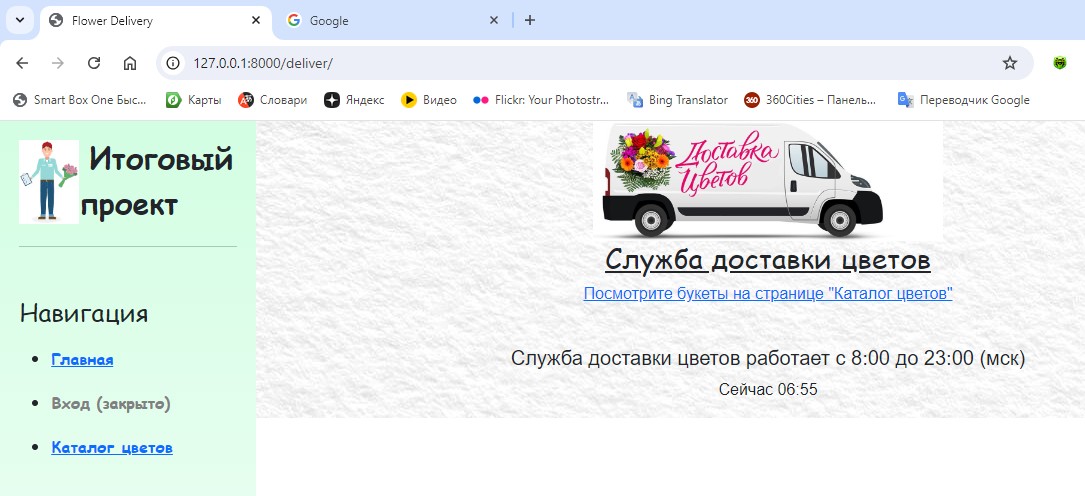 Flower Delivery
Google
127.0.0.1:8000/deliver/
Smart Box One Быс...
Карты
Словари
Яндекс
Видео
Flickr: Your Photostr...
Bing Translator
360
360Cities – Панель...
Переводчик Google
Итоговый
проект
Навигация
Главная
Вход (закрыто)
Каталог цветов
Доставка
Цветов
Служба доставки цветов
Посмотрите букеты на странице "Каталог цветов"
Служба доставки цветов работает с 8:00 до 23:00 (мск)
Сейчас 06:55